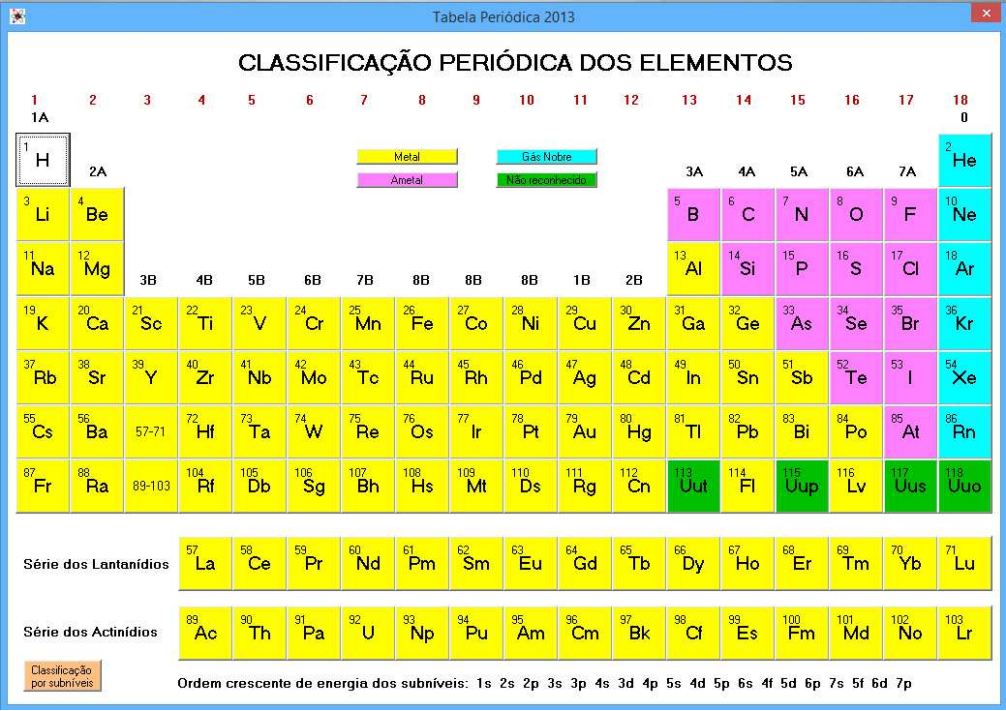 Tabela Periódica 2013
CLASSIFICAÇÃO PERIÓDICA DOS ELEMENTOS
1 2 3 4 5 6 7 8 9 10 11 12 13 14 15 16 17 18
1A 0
1 H 2A Metal Gás Nobre 3A 4A 5A 6A 7A 2 He
Ametal Não reconhecido
3 Li 4 Be 5 B 6 C 7 N 8 O 9 F 10 Ne
11 Na 12 Mg 3B 4B 5B 6B 7B 8B 8B 8B 1B 2B 13 Al 14 Si 15 P 16 S 17 Cl 18 Ar
19 K 20 Ca 21 Sc 22 Ti 23 V 24 Cr 25 Mn 26 Fe 27 Co 28 Ni 29 Cu 30 Zn 31 Ga 32 Ge 33 As 34 Se 35 Br 36 Kr
37 Rb 38 Sr 39 Y 40 Zr 41 Nb 42 Mo 43 Tc 44 Ru 45 Rh 46 Pd 47 Ag 48 Cd 49 In 50 Sn 51 Sb 52 Te 53 I 54 Xe
55 Cs 56 Ba 57-71 72 Hf 73 Ta 74 W 75 Re 76 Os 77 Ir 78 Pt 79 Au 80 Hg 81 Tl 82 Pb 83 Bi 84 Po 85 At 86 Rn
87 Fr 88 Ra 89-103 104 Rf 105 Db 106 Sg 107 Bh 108 Hs 109 Mt 110 Ds 111 Rg 112 Cn 113 Uut 114 Fl 115 Uup 116 Lv 117 Uus 118 Uuo
Série dos Lantanídios 57 La 58 Ce 59 Pr 60 Nd 61 Pm 62 Sm 63 Eu 64 Gd 65 Tb 66 Dy 67 Ho 68 Er 69 Tm 70 Yb 71 Lu
Série dos Actinídios 89 Ac 90 Th 91 Pa 92 U 93 Np 94 Pu 95 Am 96 Cm 97 Bk 98 Cf 99 Es 100 Fm 101 Md 102 No 103 Lr
Classificação
por subníveis
Ordem crescente de energia dos subníveis: 1s 2s 2p 3s 3p 4s 3d 4p 5s 4d 5p 6s 4f 5d 6p 7s 5f 6d 7p